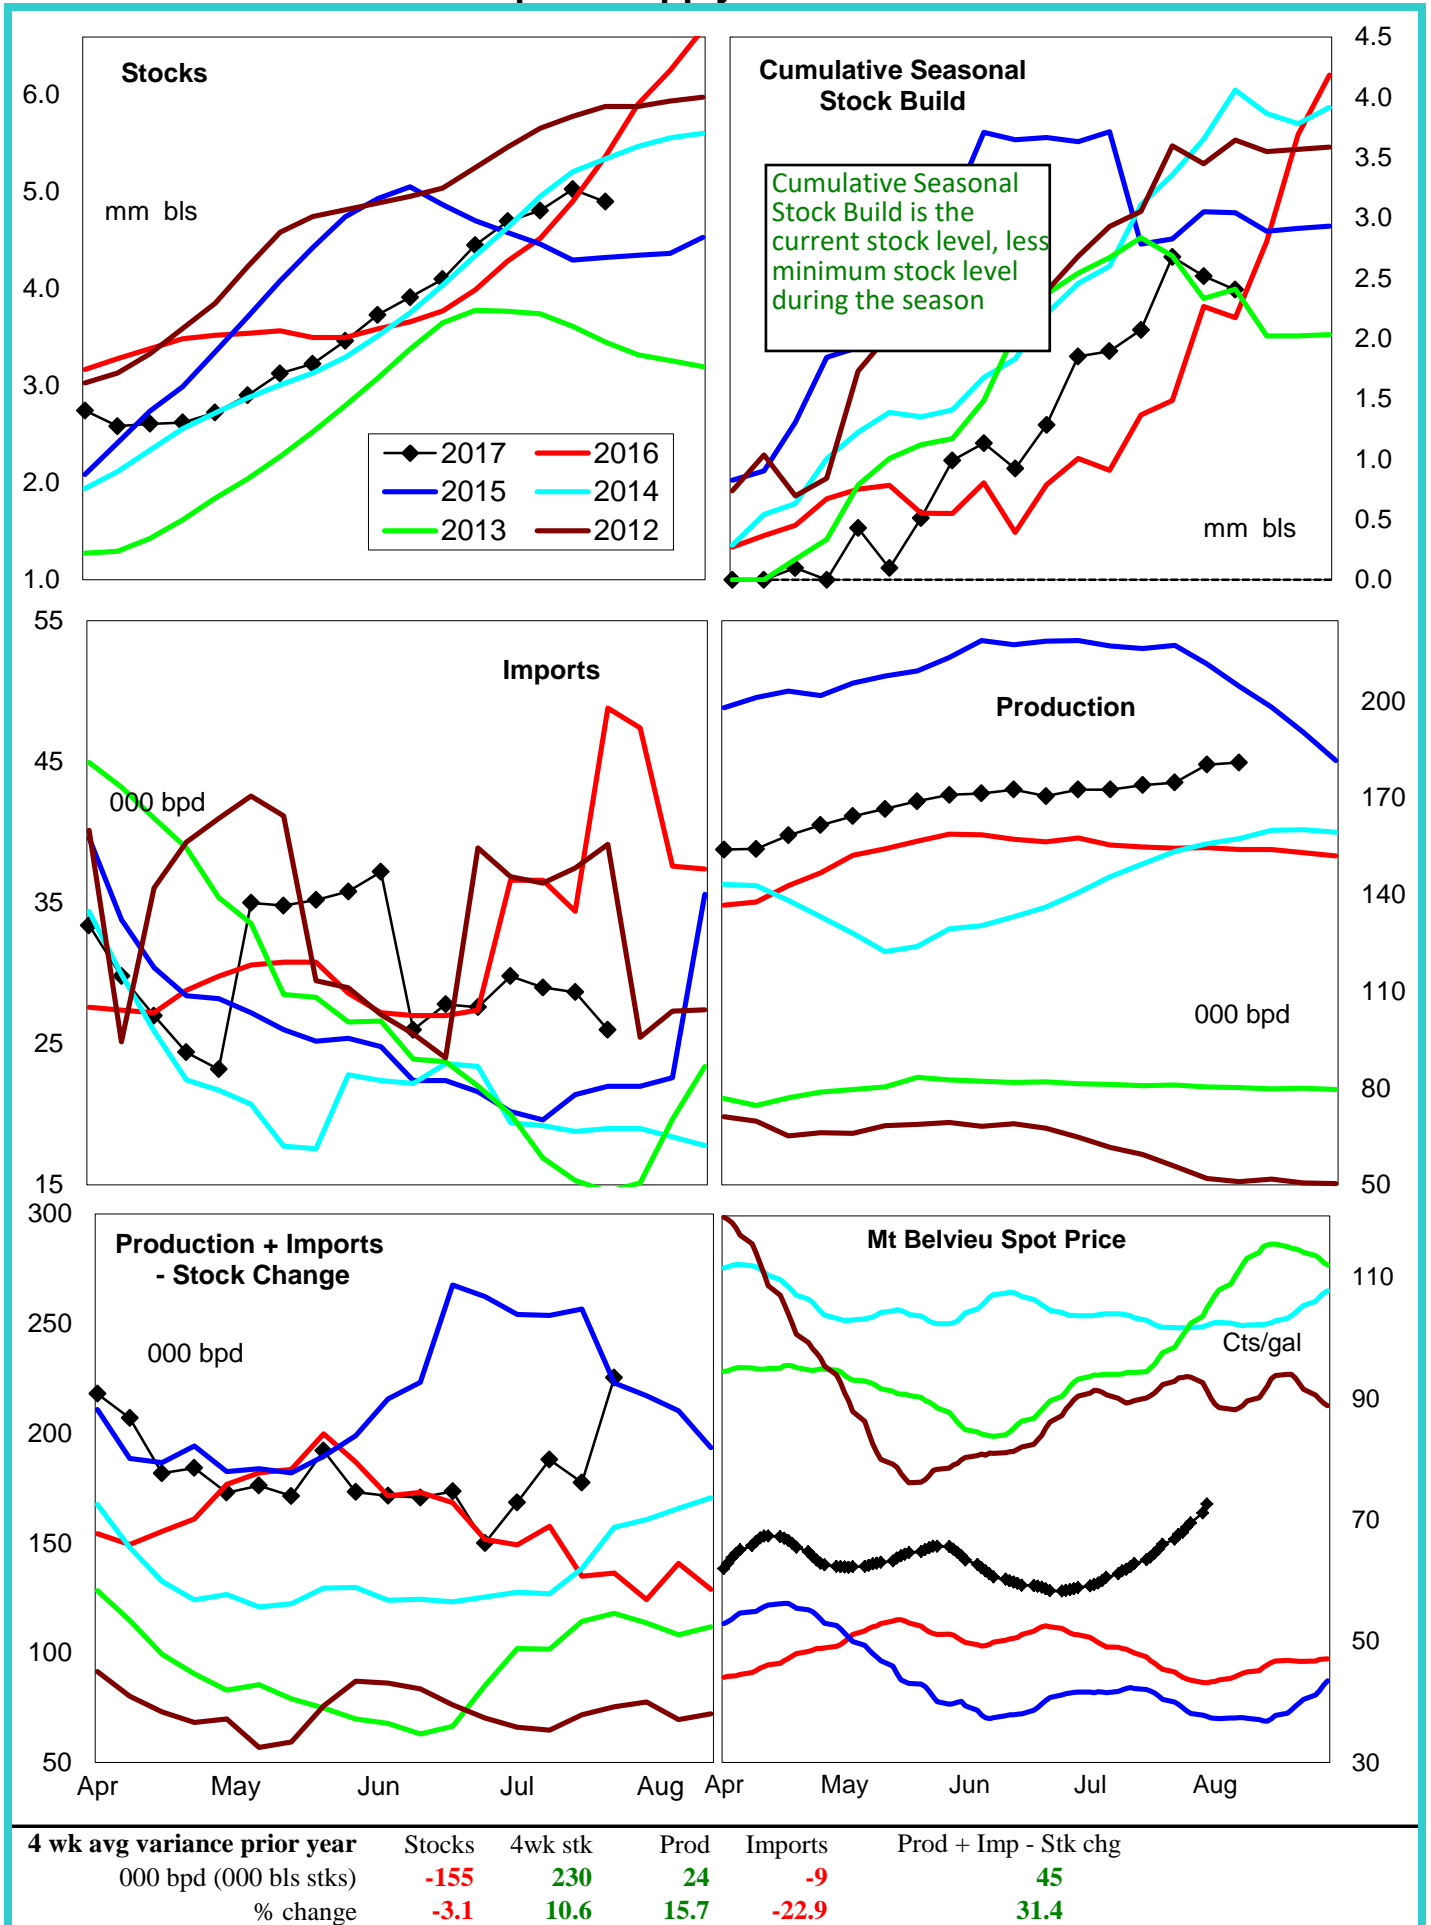 Stocks
mm bls
6.0
5.0
4.0
3.0
2.0
1.0
2017
2016
2015
2014
2013
2012
Cumulative Seasonal
Stock Build
Cumulative Seasonal
Stock Build is the
current stock level, less
minimum stock level
during the season
mm bls
4.5
4.0
3.5
3.0
2.5
2.0
1.5
1.0
0.5
0.0
Imports
000 bpd
55
45
35
25
15
Production
000 bpd
200
170
140
110
80
50
Production + Imports
- Stock Change
000 bpd
300
250
200
150
100
50
Apr May Jun Jul Aug
Mt Belvieu Spot Price
Cts/gal
110
90
70
50
30
Apr May Jun Jul Aug
4 wk avg variance prior year Stocks 4wk stk Prod Imports Prod + Imp - Stk chg
000 bpd (000 bls stks) -155 230 24 -9 45
% change -3.1 10.6 15.7 -22.9 31.4